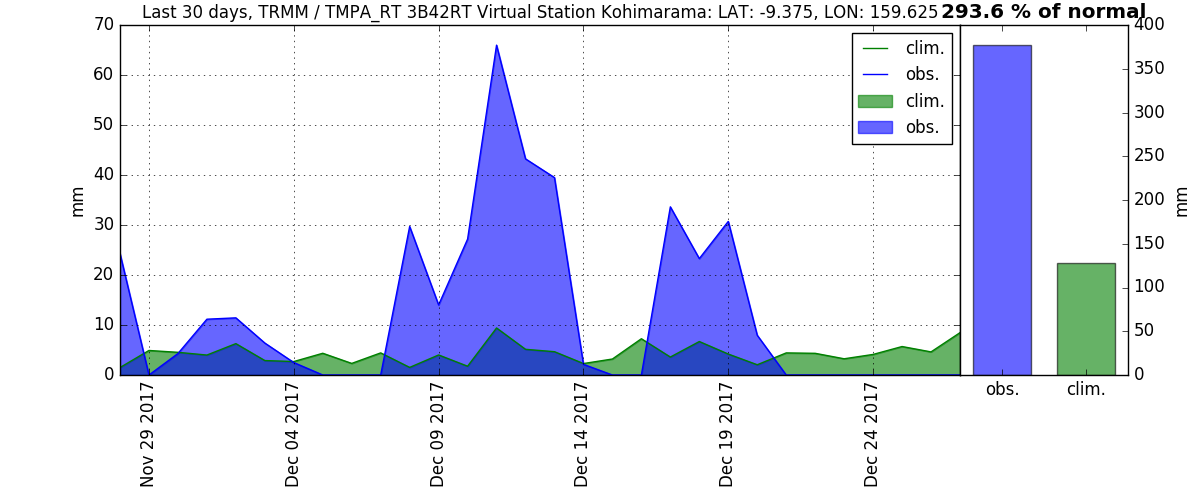 Last 30 days, TRMM / TMPA_RT 3B42RT Virtual Station Kohimarama: LAT: -9.375, LON: 159.625
293.6 % of normal
70
60
50
40
30
20
10
0
mm
clim.
obs.
clim.
obs.
Nov 29 2017
Dec 04 2017
Dec 09 2017
Dec 14 2017
Dec 19 2017
Dec 24 2017
400
350
300
250
200
150
100
50
0
mm
obs.
clim.